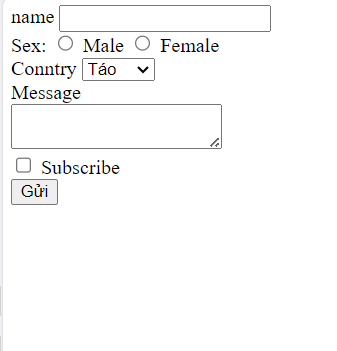 name
Sex: Male Female
Conntry Táo
Message
Subscribe
Gửi